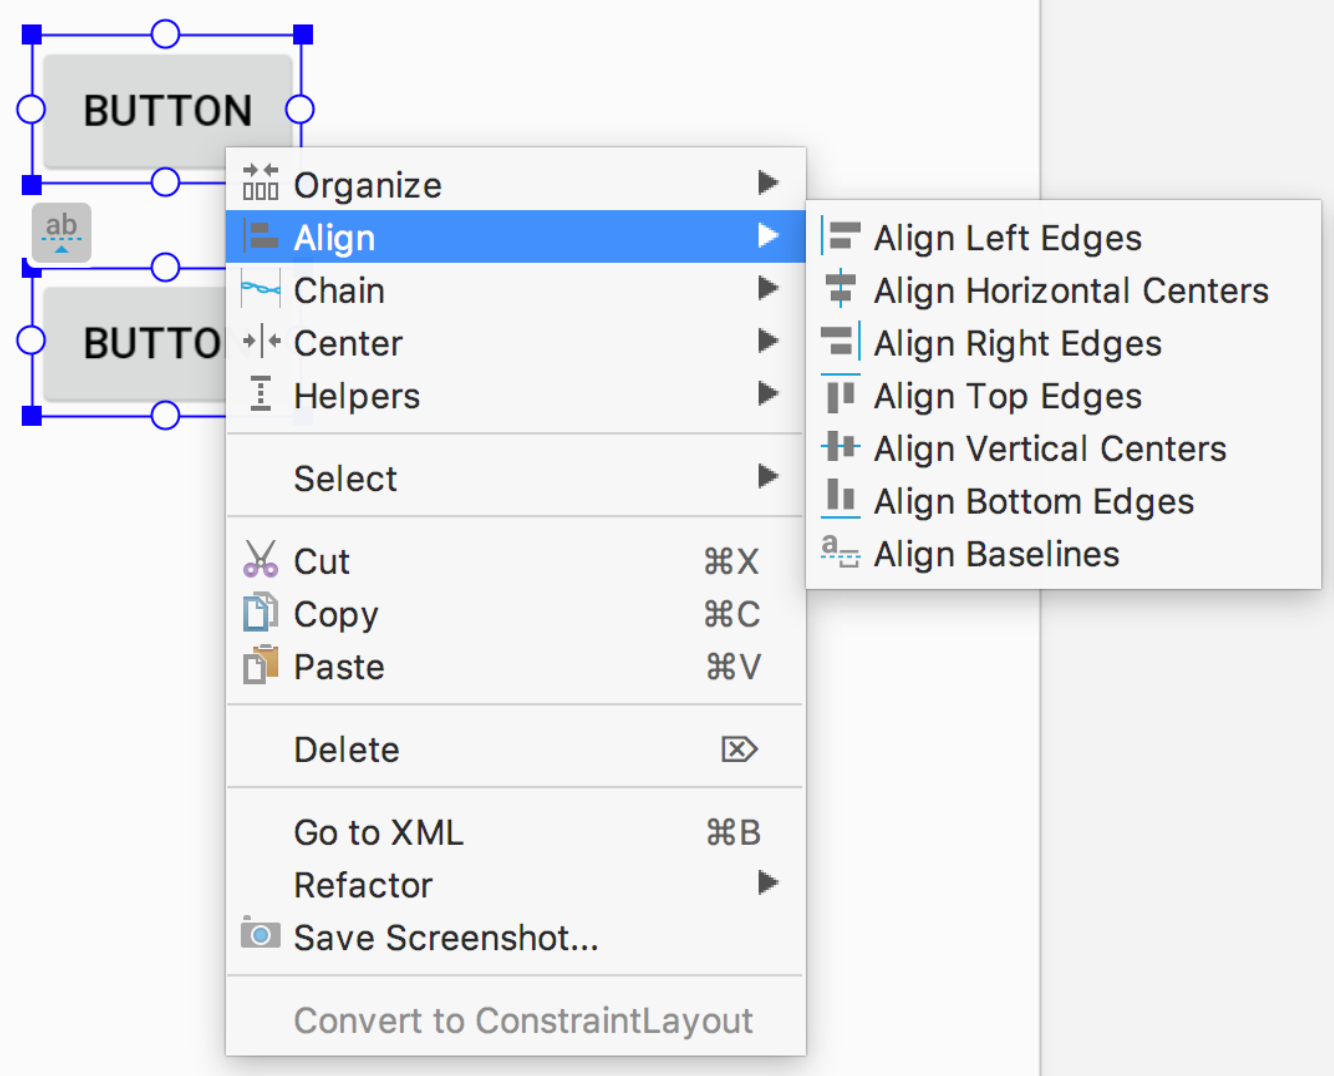 BUTTON
ab
BUTTON
Organize
Align
Chain
Center
Helpers
Select
Cut ⌘X
Copy ⌘C
Paste ⌘V
Delete ⌦
Go to XML ⌘B
Refactor
Save Screenshot...
Convert to ConstraintLayout
Align Left Edges
Align Horizontal Centers
Align Right Edges
Align Top Edges
Align Vertical Centers
Align Bottom Edges
a
Align Baselines